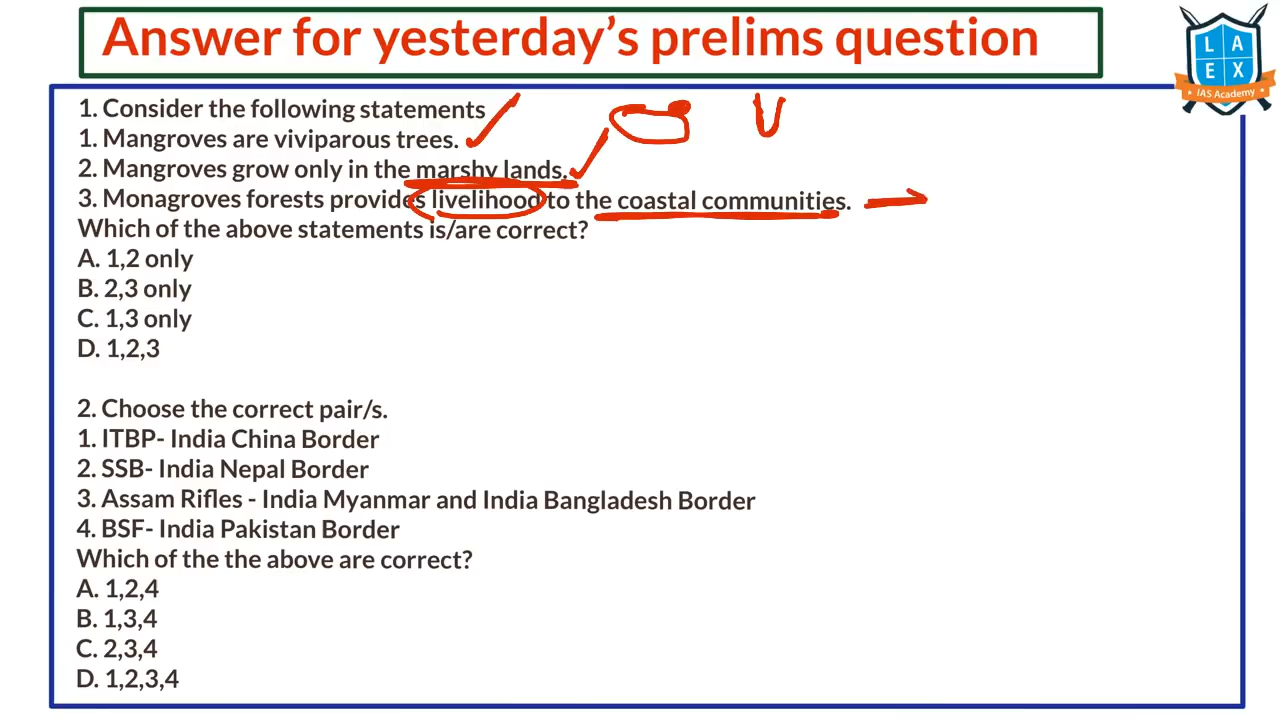 Answer for yesterday's prelims question
L A
E X
IAS Academy
1. Consider the following statements
1. Mangroves are viviparous trees.
2. Mangroves grow only in the marshy lands.
3. Monagroves forests provides livelihood to the coastal communities.
Which of the above statements is/are correct?
A. 1,2 only
B. 2,3 only
C. 1,3 only
D. 1,2,3
2. Choose the correct pair/s.
1. ITBP- India China Border
2. SSB- India Nepal Border
3. Assam Rifles - India Myanmar and India Bangladesh Border
4. BSF- India Pakistan Border
Which of the the above are correct?
A. 1,2,4
B. 1,3,4
C. 2,3,4
D. 1,2,3,4